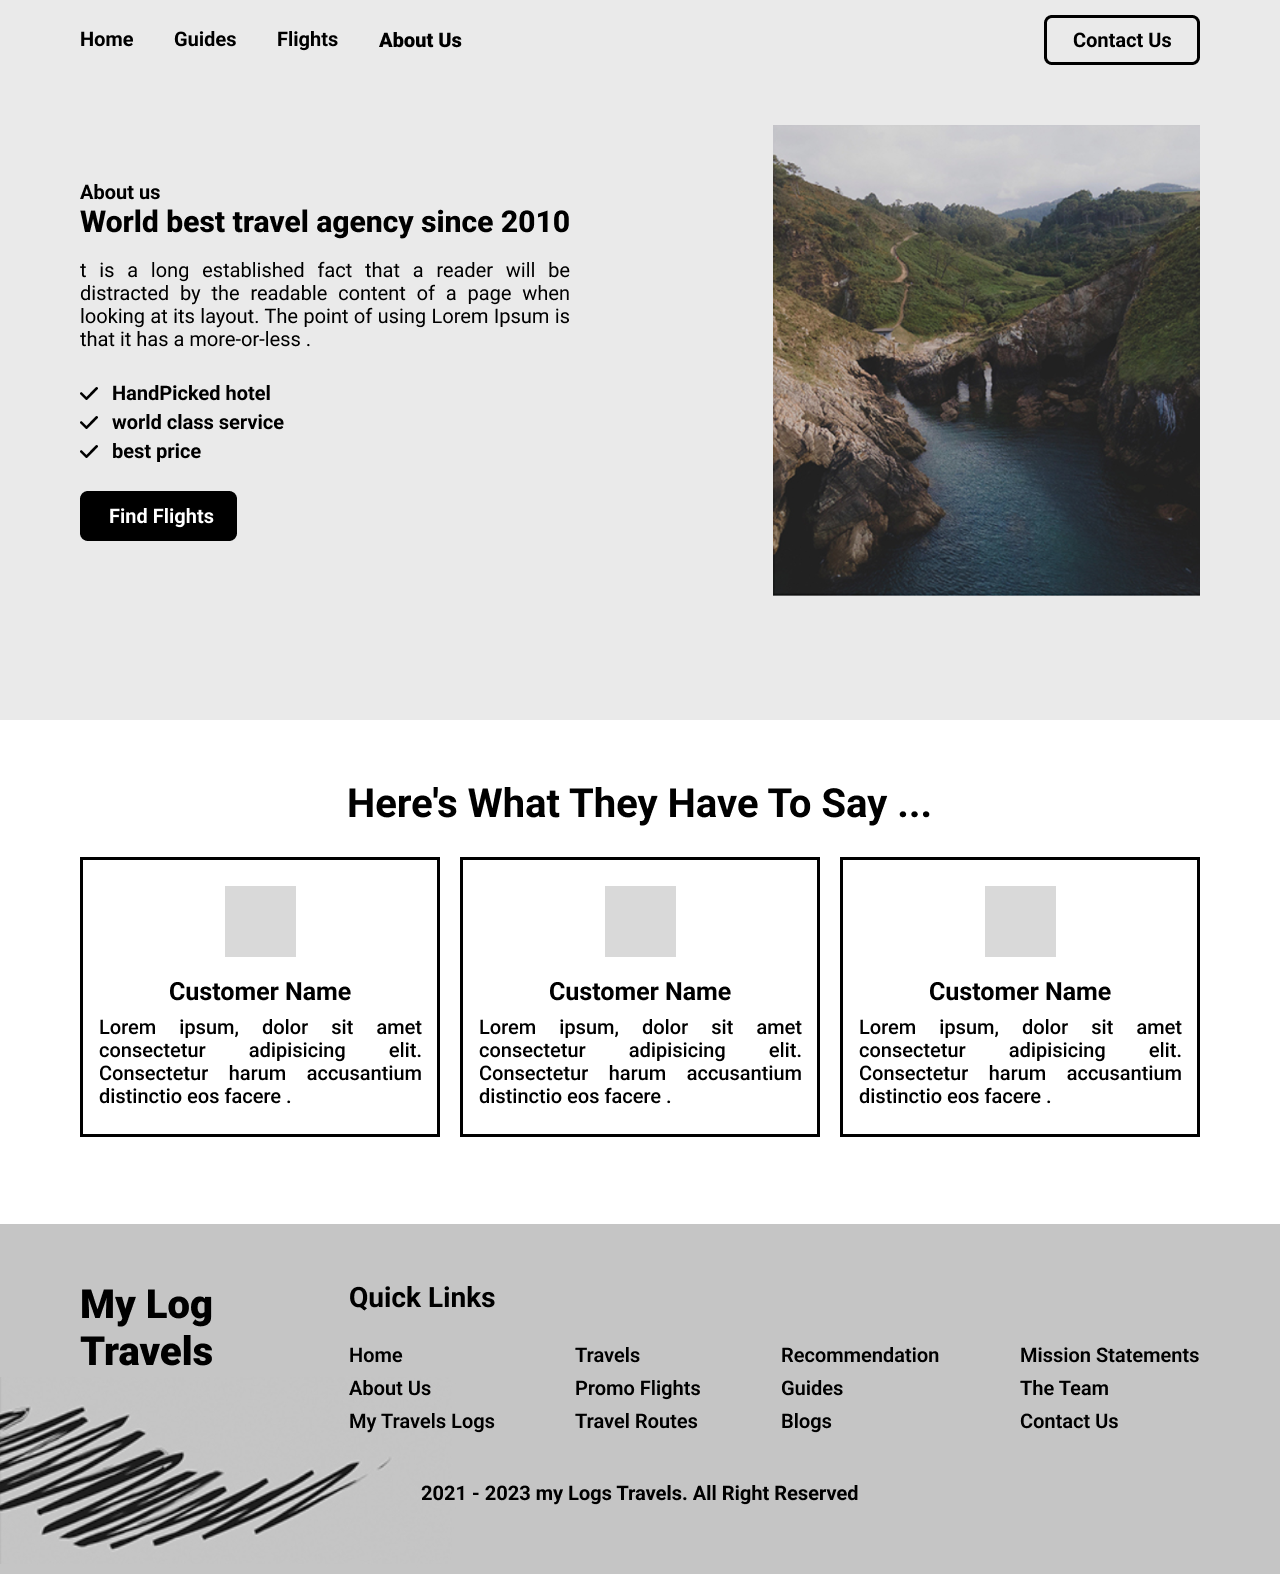 Home Guides Flights About Us Contact Us
About us
World best travel agency since 2010
t is a long established fact that a reader will be
distracted by the readable content of a page when
looking at its layout. The point of using Lorem Ipsum is
that it has a more-or-less .
HandPicked hotel
world class service
best price
Find Flights
Here's What They Have To Say ...
Customer Name
Lorem ipsum, dolor sit amet
consectetur adipisicing elit.
Consectetur harum accusantium
distinctio eos facere .
Customer Name
Lorem ipsum, dolor sit amet
consectetur adipisicing elit.
Consectetur harum accusantium
distinctio eos facere .
Customer Name
Lorem ipsum, dolor sit amet
consectetur adipisicing elit.
Consectetur harum accusantium
distinctio eos facere .
My Log
Travels
Quick Links
Home
About Us
My Travels Logs
Travels
Promo Flights
Travel Routes
Recommendation
Guides
Blogs
Mission Statements
The Team
Contact Us
2021 - 2023 my Logs Travels. All Right Reserved